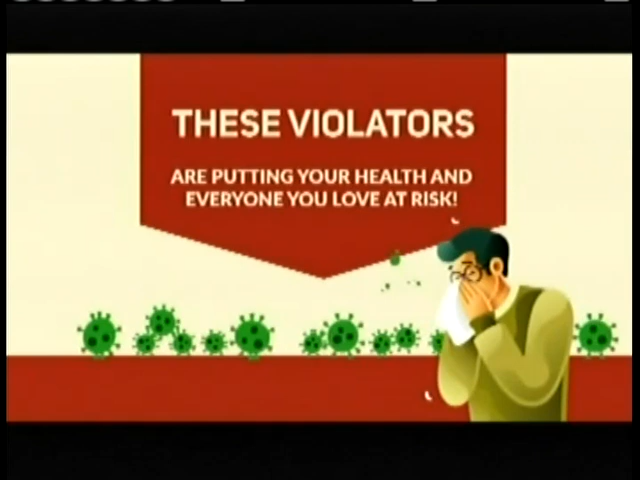 THESE VIOLATORS
ARE PUTTING YOUR HEALTH AND
EVERYONE YOU LOVE AT RISK!